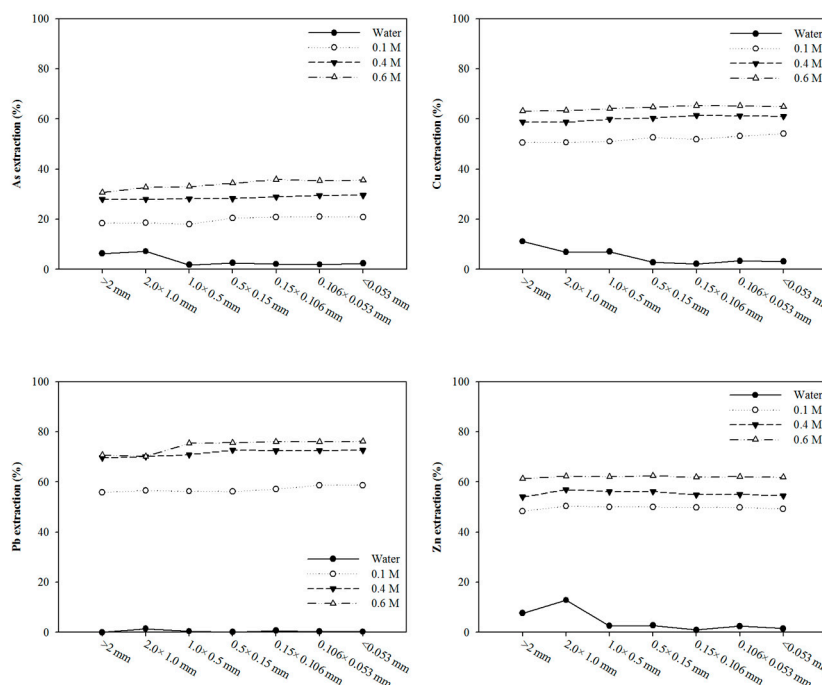 100
80
60
40
20
0
As extraction (%)
Water
0.1 M
0.4 M
0.6 M
>2 mm
2.0× 1.0 mm
1.0× 0.5 mm
0.5× 0.15 mm
0.15× 0.106 mm
0.106× 0.053 mm
<0.053 mm
100
80
60
40
20
0
Cu extraction (%)
Water
0.1 M
0.4 M
0.6 M
>2 mm
2.0× 1.0 mm
1.0× 0.5 mm
0.5× 0.15 mm
0.15× 0.106 mm
0.106× 0.053 mm
<0.053 mm
100
80
60
40
20
0
Pb extraction (%)
Water
0.1 M
0.4 M
0.6 M
>2 mm
2.0× 1.0 mm
1.0× 0.5 mm
0.5× 0.15 mm
0.15× 0.106 mm
0.106× 0.053 mm
<0.053 mm
100
80
60
40
20
0
Zn extraction (%)
Water
0.1 M
0.4 M
0.6 M
>2 mm
2.0× 1.0 mm
1.0× 0.5 mm
0.5× 0.15 mm
0.15× 0.106 mm
0.106× 0.053 mm
<0.053 mm